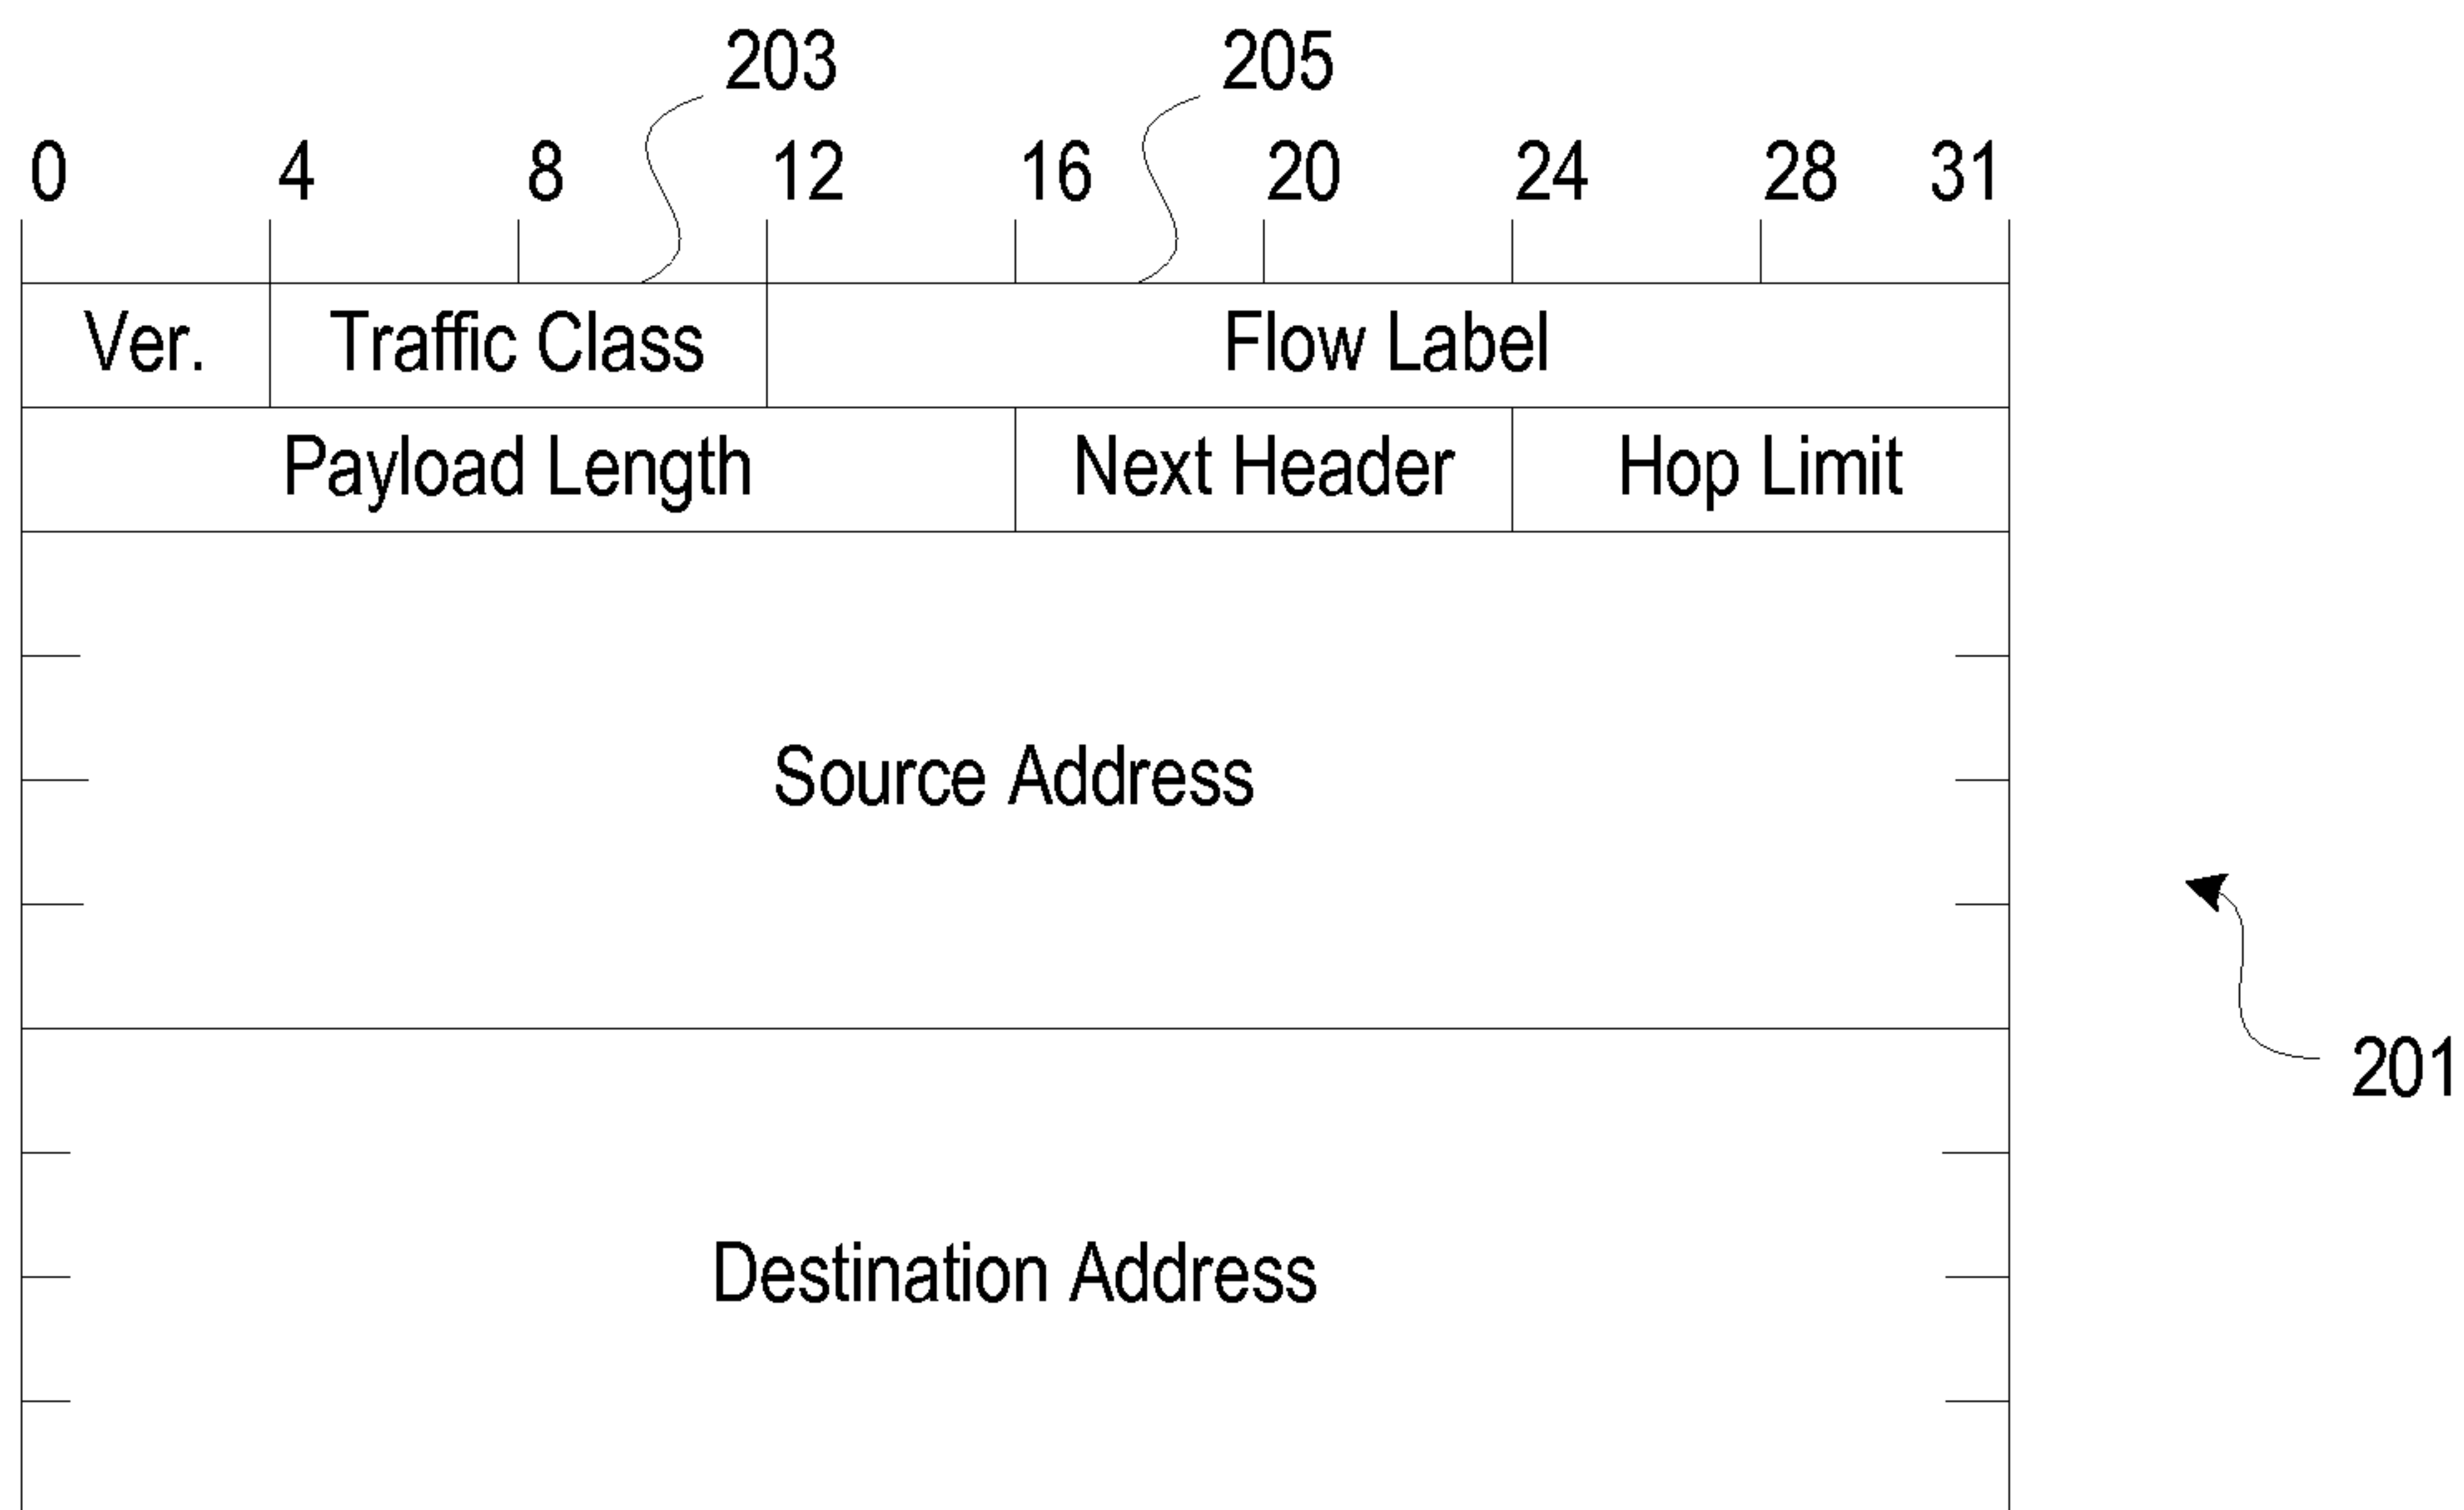 203 205
0 4 8 12 16 20 24 28 31
Ver. Traffic Class Flow Label
Payload Length Next Header Hop Limit
Source Address
201
Destination Address